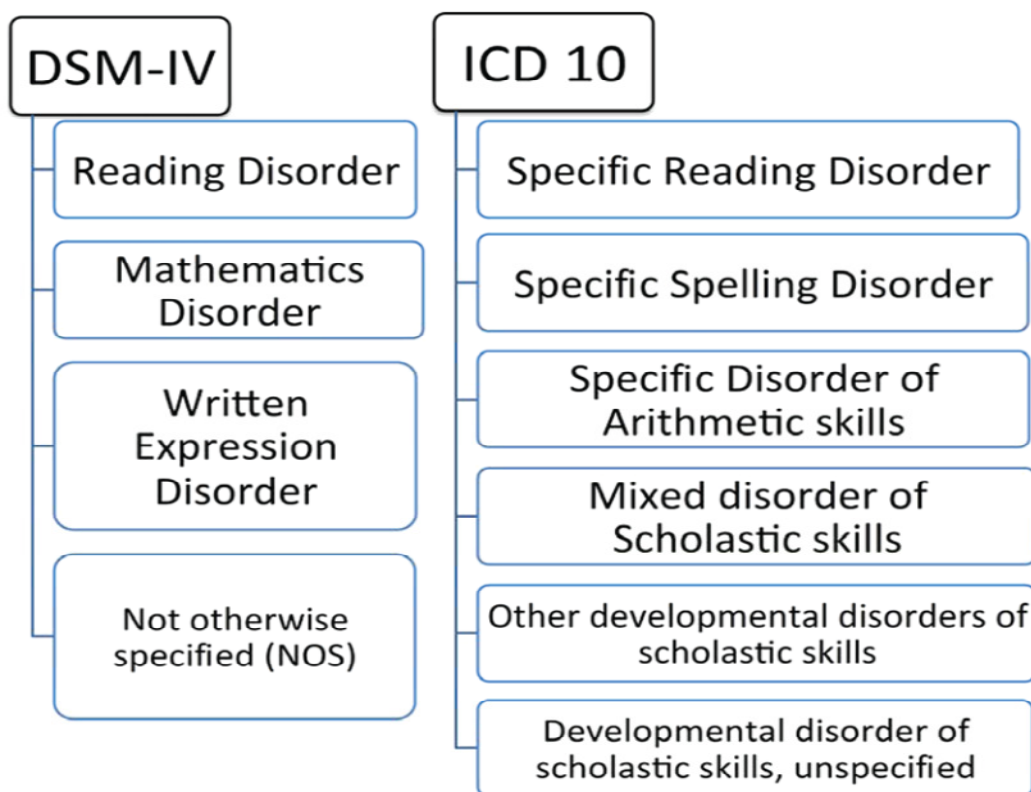 DSM-IV
Reading Disorder
Mathematics
Disorder
Written
Expression
Disorder
Not otherwise
specified (NOS)
ICD 10
Specific Reading Disorder
Specific Spelling Disorder
Specific Disorder of
Arithmetic skills
Mixed disorder of
Scholastic skills
Other developmental disorders of
scholastic skills
Developmental disorder of
scholastic skills, unspecified